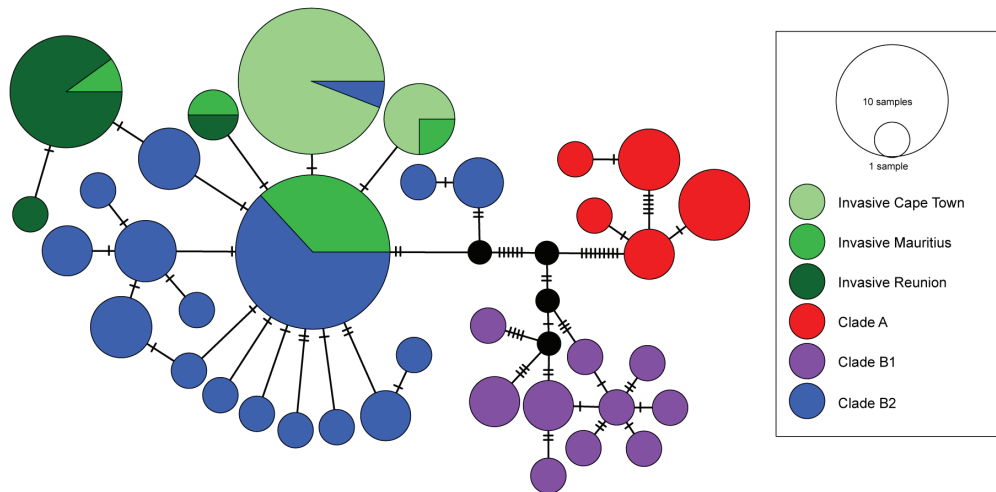 10 samples
1 sample
Invasive Cape Town
Invasive Mauritius
Invasive Reunion
Clade A
Clade B1
Clade B2